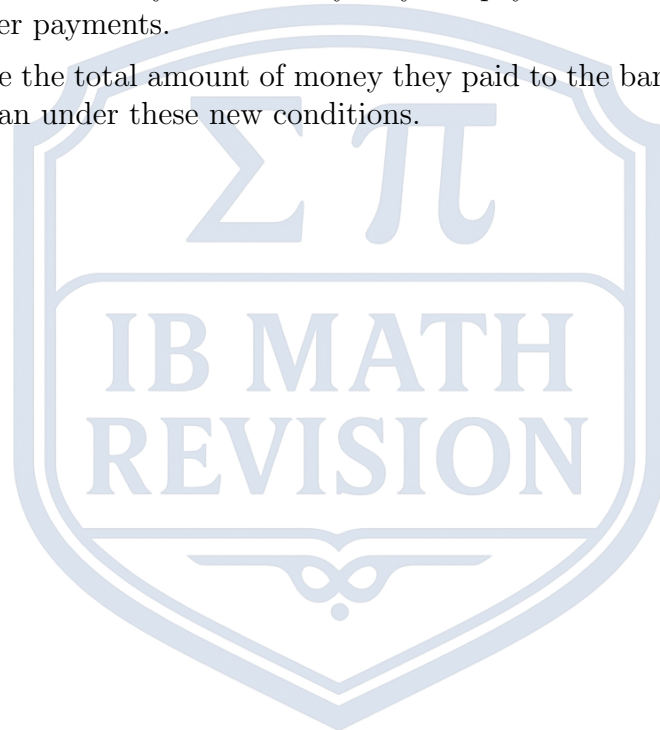 er payments.
e the total amount of money they paid to the ban
an under these new conditions.
Σ π
IB MATH
REVISION